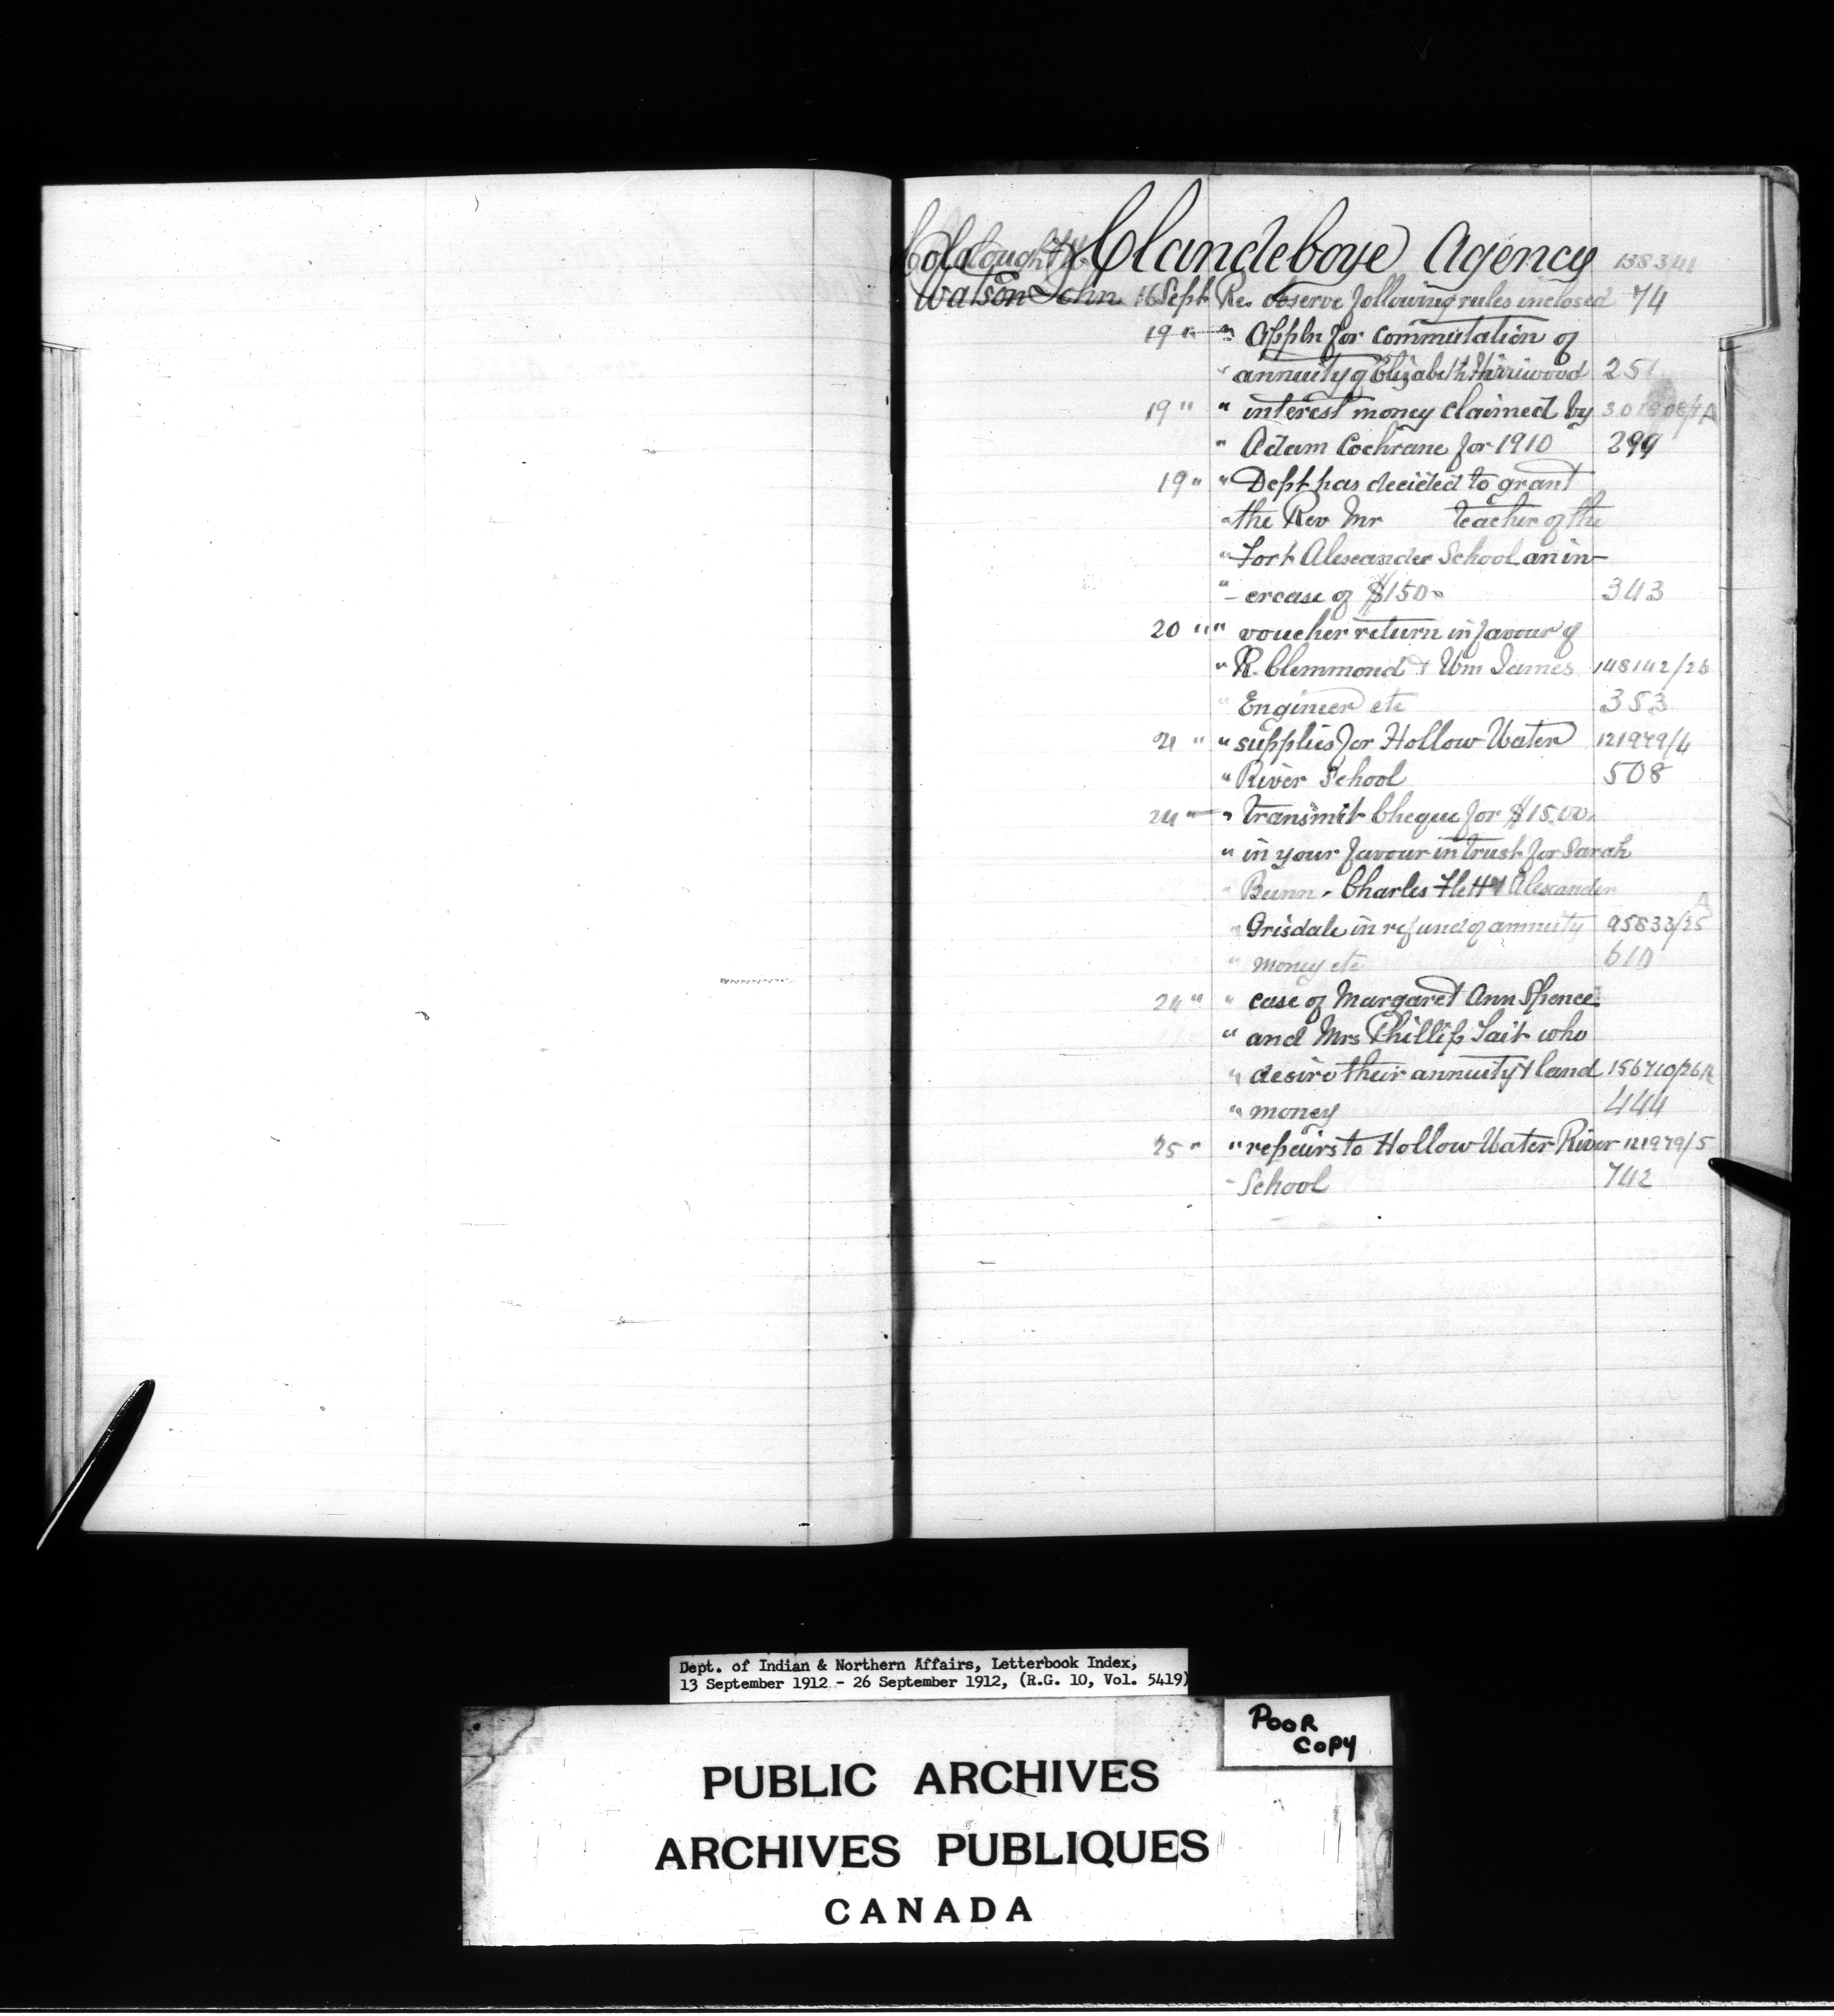 Clandeboye Agency 138341
Watson John 16 Sept Re. observe following rules inclosed 74
19 " " Appln for commutation of
" annuity of Elizabeth 251
19 " " interest money claimed by
" Adam Cochrane for 1910 299
19 " " Dept has decided to grant
" the Rev Mr teacher of the
" Fort Alexander School an in-
" - crease of $150- 343
20 " " voucher return in favour of
" R. Clemmond & Wm James 148142/26
" Engineer etc 353
21 " " supplies for Hollow Water 121979/4
" River School 508
24 " " transmit Cheque for $15.00.
" in your favour in trust for Sarah
" Bunn, Charles Flett & Alexander
" Grisdale in refund of annuity 95833/35 A
" money etc 610
24 " " case of Margaret Ann Spence
" and Mrs Phillip Sait who
" desire their annuity & land 156710/26
" money 444
25 " " repairs to Hollow Water River 121979/5
" School 742
Dept. of Indian & Northern Affairs, Letterbook Index,
13 September 1912 - 26 September 1912, (R.G. 10, Vol. 5419)
POOR
COPY
PUBLIC ARCHIVES
ARCHIVES PUBLIQUES
CANADA